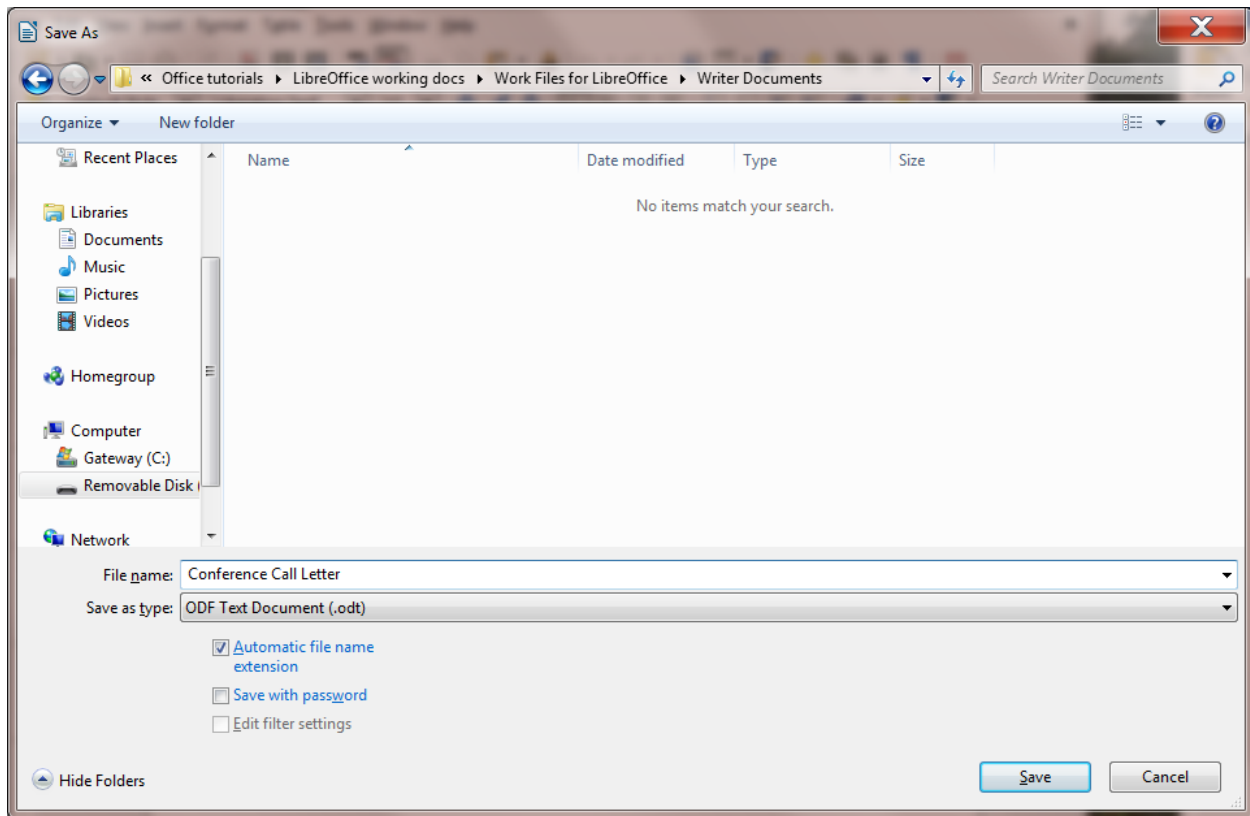 Save As
« Office tutorials ▸ LibreOffice working docs ▸ Work Files for LibreOffice ▸ Writer Documents
Search Writer Documents
Organize New folder
Recent Places
Name Date modified Type Size
No items match your search.
Libraries
Documents
Music
Pictures
Videos
Homegroup
Computer
Gateway (C:)
Removable Disk (
Network
File name: Conference Call Letter
Save as type: ODF Text Document (.odt)
Automatic file name
extension
Save with password
Edit filter settings
Hide Folders
Save Cancel